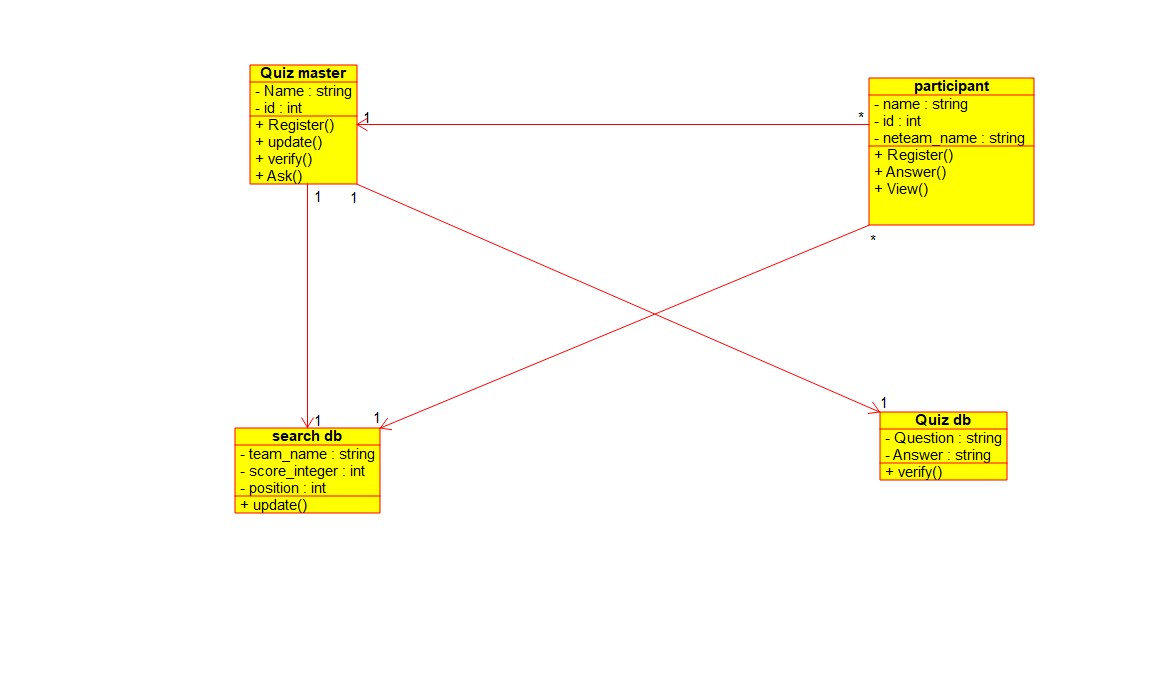 Quiz master
- Name : string
- id : int
+ Register()
+ update()
+ verify()
+ Ask()
1
*
participant
- name : string
- id : int
- neteam_name : string
+ Register()
+ Answer()
+ View()
1
1
*
1
1
1
search db
- team_name : string
- score_integer : int
- position : int
+ update()
Quiz db
- Question : string
- Answer : string
+ verify()